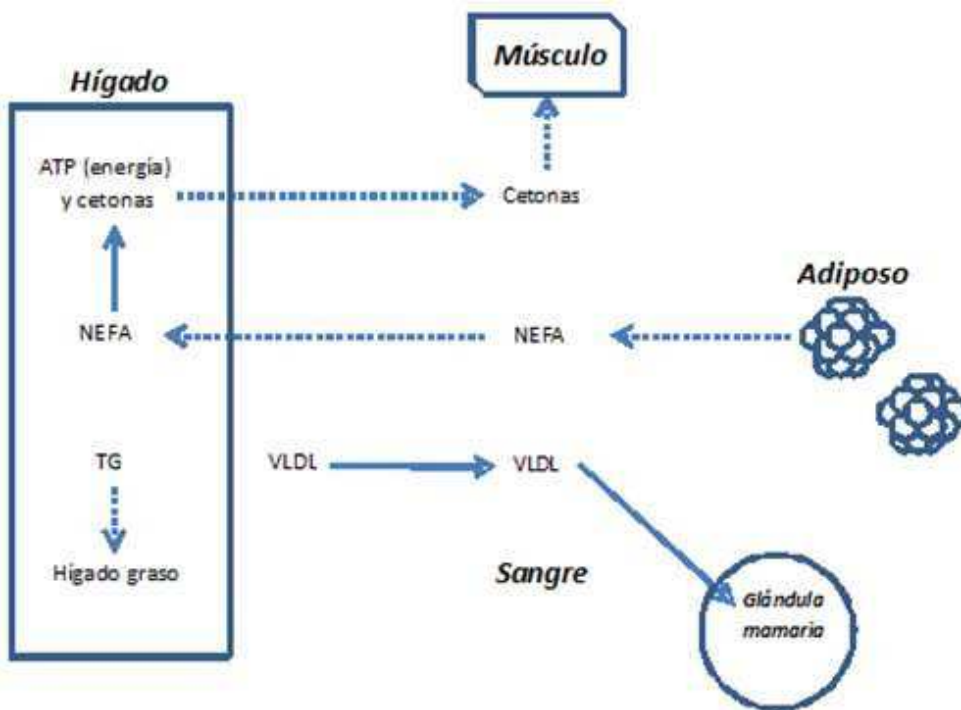 Músculo
Hígado
ATP (energía)
y cetonas
Cetonas
Adiposo
NEFA
NEFA
TG
VLDL
VLDL
Hígado graso
Sangre
Glándula
mamaria